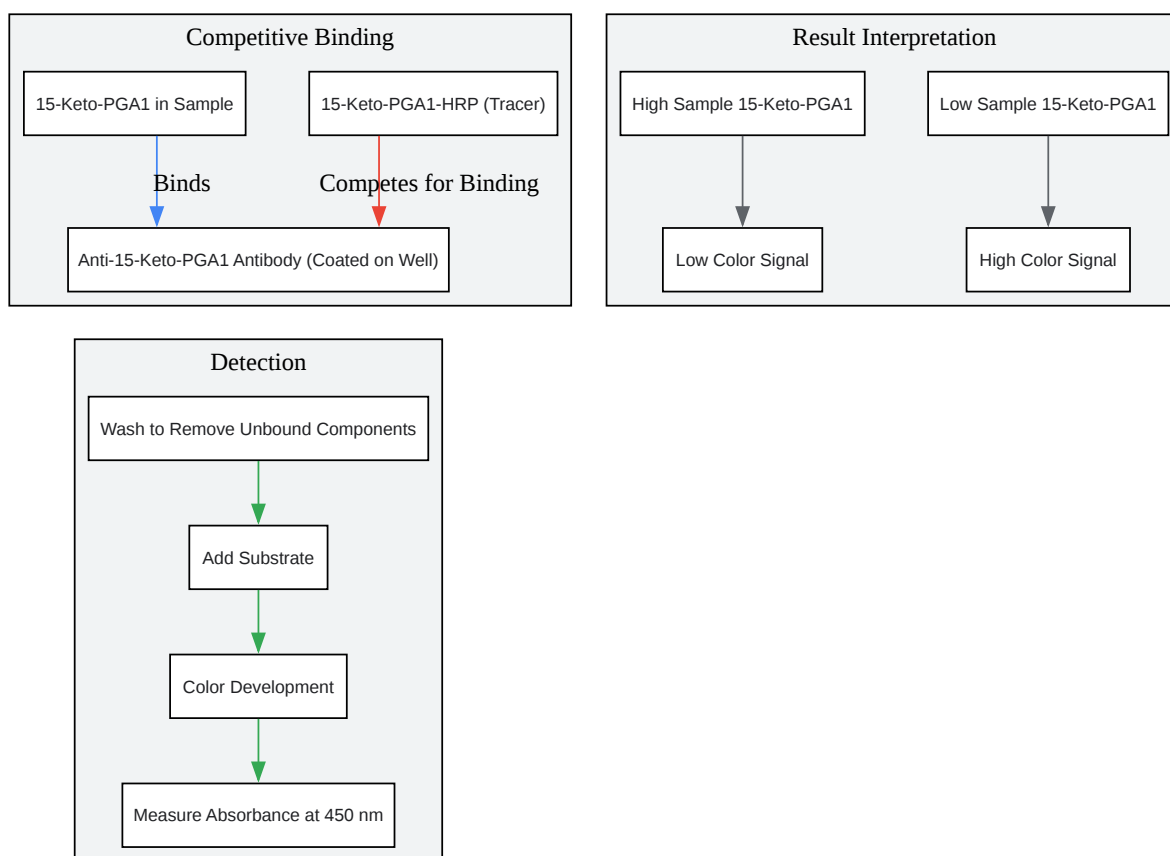 Competitive Binding
15-Keto-PGA1 in Sample
15-Keto-PGA1-HRP (Tracer)
Binds
Competes for Binding
Anti-15-Keto-PGA1 Antibody (Coated on Well)
Result Interpretation
High Sample 15-Keto-PGA1
Low Sample 15-Keto-PGA1
Low Color Signal
High Color Signal
Detection
Wash to Remove Unbound Components
Add Substrate
Color Development
Measure Absorbance at 450 nm